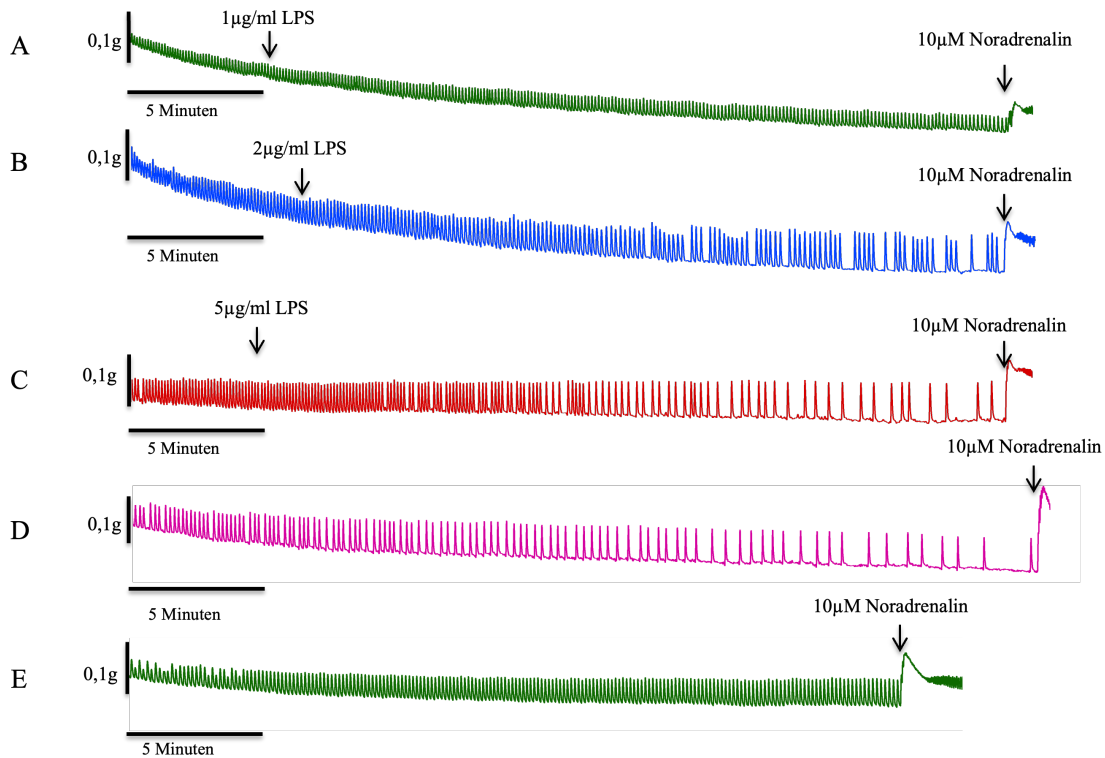 1µg/ml LPS
A
0,1g
10µM Noradrenalin
5 Minuten
2µg/ml LPS
B
0,1g
10µM Noradrenalin
5 Minuten
5µg/ml LPS
10µM Noradrenalin
C
0,1g
5 Minuten
10µM Noradrenalin
D
0,1g
5 Minuten
10µM Noradrenalin
E
0,1g
5 Minuten